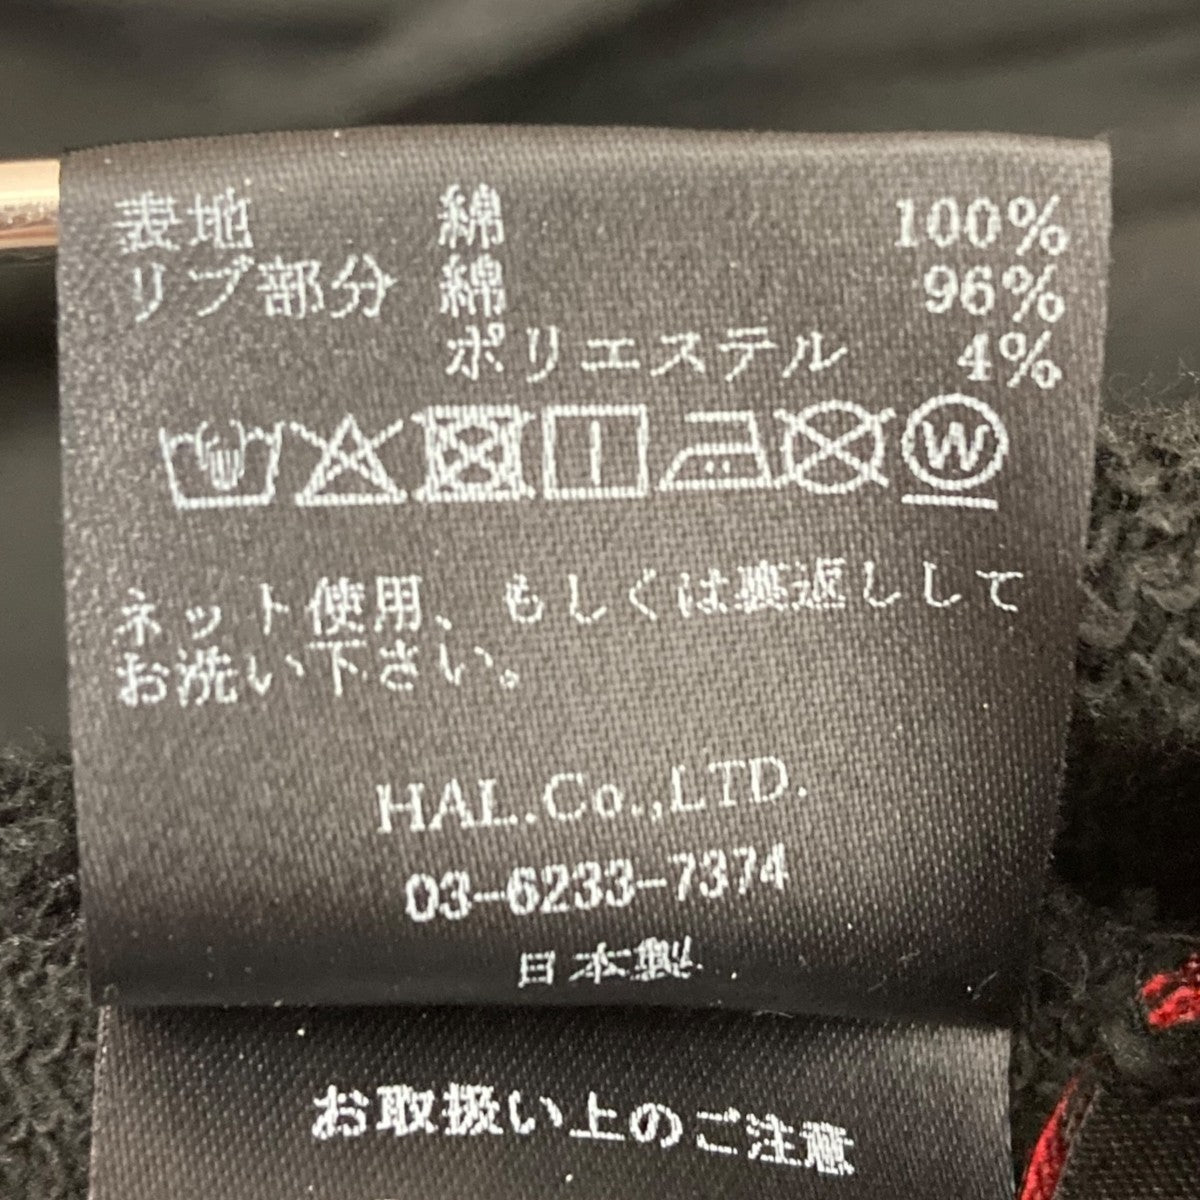 表地 綿 100%
リブ部分 綿 96%
ポリエステル 4%
W
ネット使用、もしくは裏返しして
お洗い下さい。
HAL.Co.,LTD.
03-6233-7374
日本製
お取扱い上のご注意